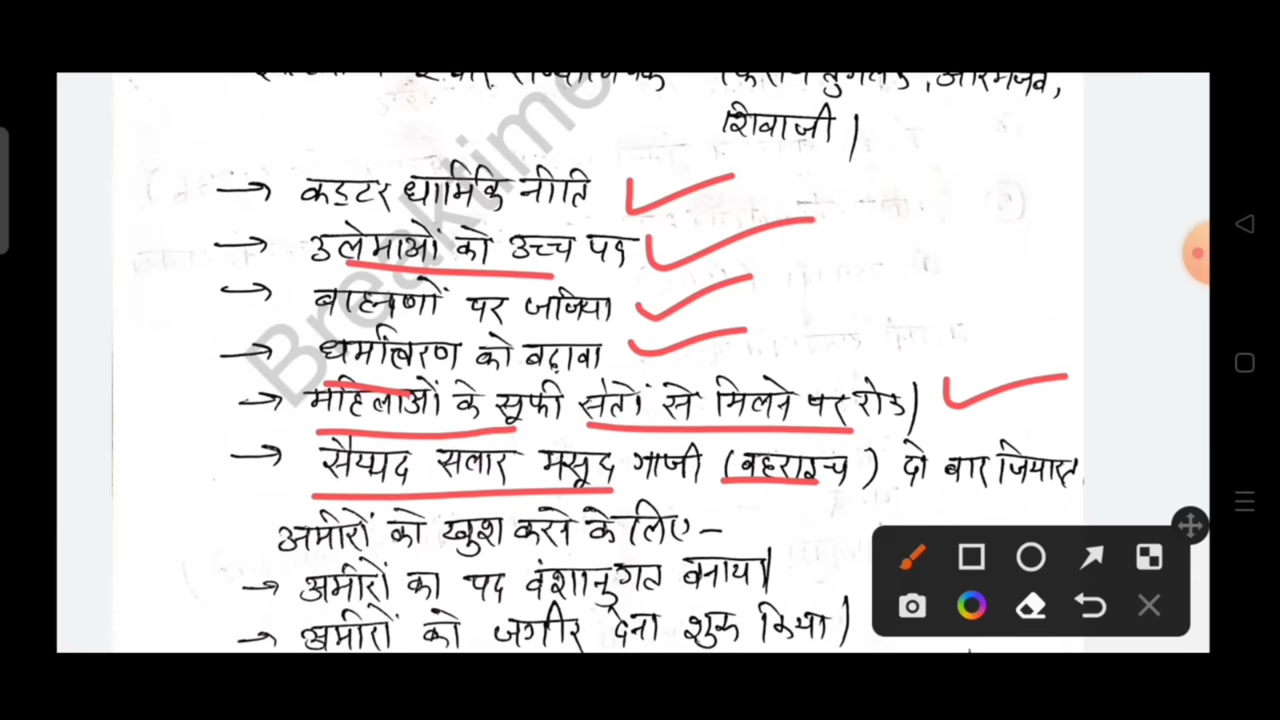 शिवाजी।
→ कट्टर धार्मिक नीति
→ उलेमाओं को उच्च पद
→ ब्राह्मणों पर जजिया
→ धर्मांतरण को बढ़ावा
→ महिलाओं के सूफी संतों से मिलने पर रोक।
→ सैय्यद सलार मसूद गाजी (बहराइच) दो बार जियारत
अमीरों को खुश करने के लिए -
→ अमीरों का पद वंशानुगत बनाया।
→ अमीरों को जगीर देना शुरू किया।
Breaktime